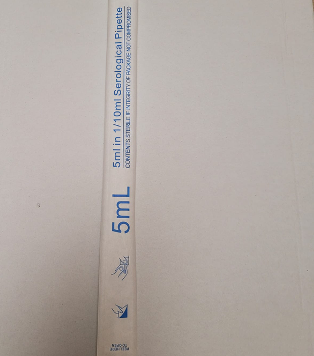 5ml in 1/10ml Serological Pipette
CONTENTS STERILE IF INTEGRITY OF PACKAGE NOT COMPROMISED
5mL